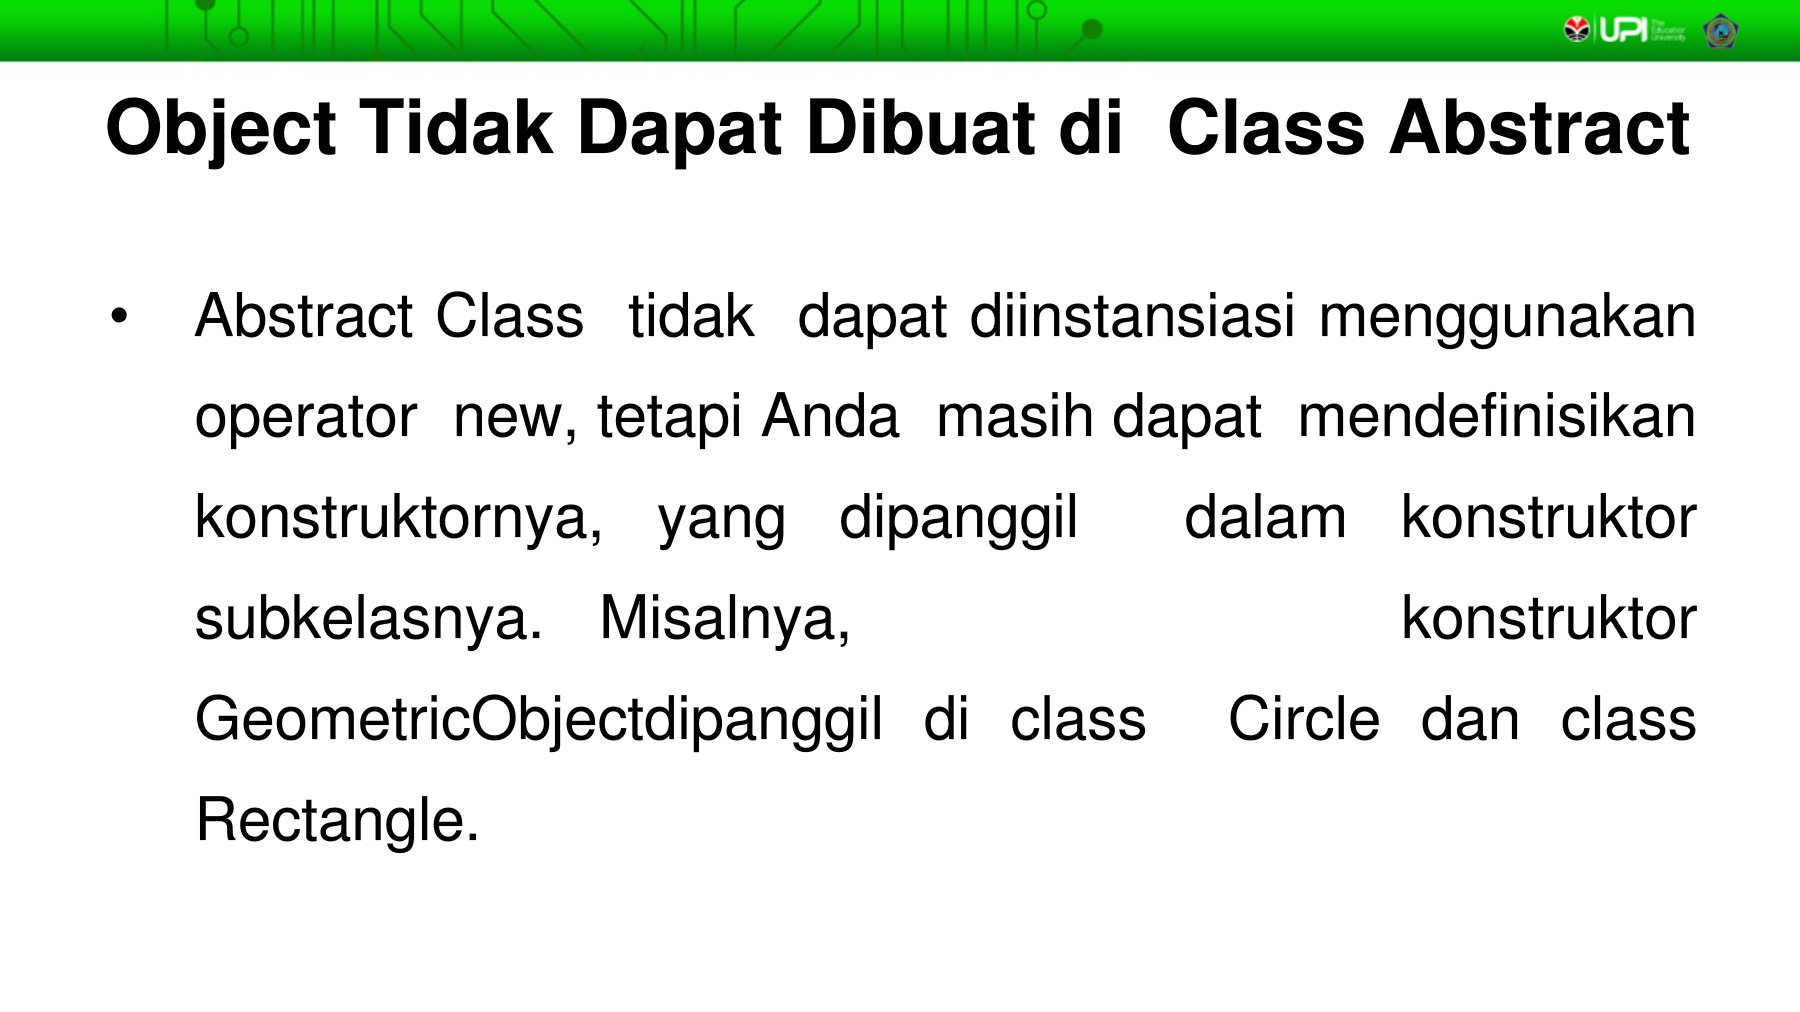 UPI The Education University
Object Tidak Dapat Dibuat di Class Abstract
• Abstract Class tidak dapat diinstansiasi menggunakan
operator new, tetapi Anda masih dapat mendefinisikan
konstruktornya, yang dipanggil dalam konstruktor
subkelasnya. Misalnya, konstruktor
GeometricObjectdipanggil di class Circle dan class
Rectangle.